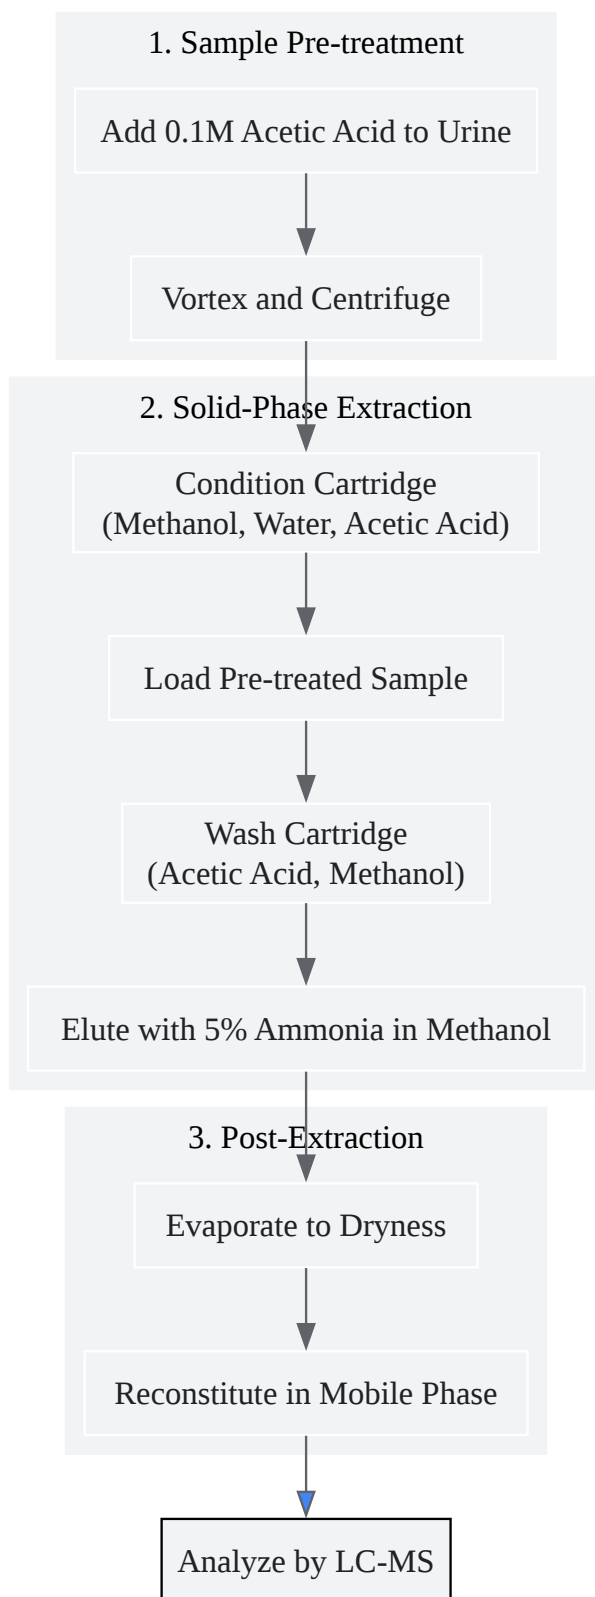 1. Sample Pre-treatment
Add 0.1M Acetic Acid to Urine
Vortex and Centrifuge
2. Solid-Phase Extraction
Condition Cartridge
(Methanol, Water, Acetic Acid)
Load Pre-treated Sample
Wash Cartridge
(Acetic Acid, Methanol)
Elute with 5% Ammonia in Methanol
3. Post-Extraction
Evaporate to Dryness
Reconstitute in Mobile Phase
Analyze by LC-MS